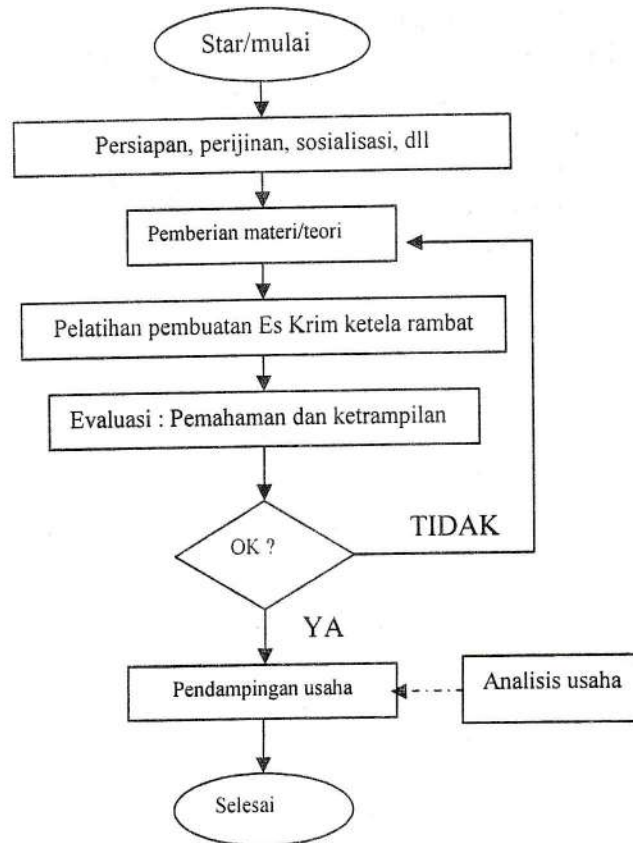 Star/mulai
Persiapan, perijinan, sosialisasi, dll
Pemberian materi/teori
Pelatihan pembuatan Es Krim ketela rambat
Evaluasi : Pemahaman dan ketrampilan
OK ?
TIDAK
YA
Pendampingan usaha
Analisis usaha
Selesai